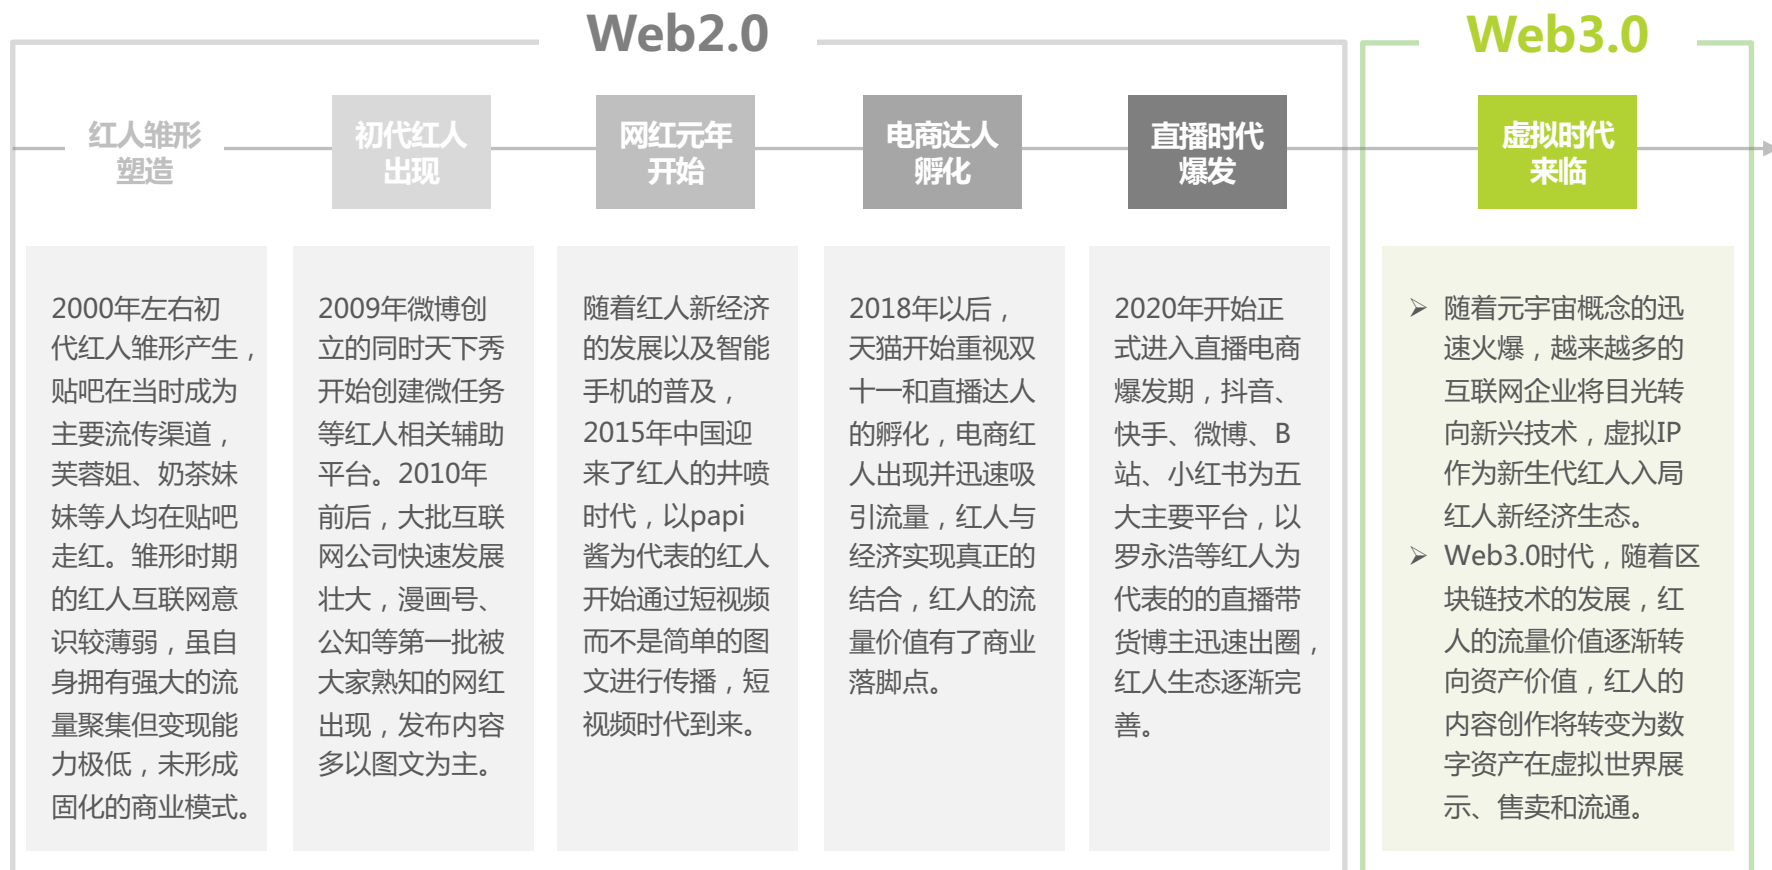 Web2.0
Web3.0
红人雏形
塑造
初代红人
出现
网红元年
开始
电商达人
孵化
直播时代
爆发
虚拟时代
来临
2000年左右初
代红人雏形产生，
贴吧在当时成为
主要流传渠道，
芙蓉姐、奶茶妹
妹等人均在贴吧
走红。雏形时期
的红人互联网意
识较薄弱，虽自
身拥有强大的流
量聚集但变现能
力极低，未形成
固化的商业模式。
2009年微博创
立的同时天下秀
开始创建微任务
等红人相关辅助
平台。2010年
前后，大批互联
网公司快速发展
壮大，漫画号、
公知等第一批被
大家熟知的网红
出现，发布内容
多以图文为主。
随着红人新经济
的发展以及智能
手机的普及，
2015年中国迎
来了红人的井喷
时代，以papi
酱为代表的红人
开始通过短视频
而不是简单的图
文进行传播，短
视频时代到来。
2018年以后，
天猫开始重视双
十一和直播达人
的孵化，电商红
人出现并迅速吸
引流量，红人与
经济实现真正的
结合，红人的流
量价值有了商业
落脚点。
2020年开始正
式进入直播电商
爆发期，抖音、
快手、微博、B
站、小红书为五
大主要平台，以
罗永浩等红人为
代表的的直播带
货博主迅速出圈，
红人生态逐渐完
善。
➢ 随着元宇宙概念的迅
速火爆，越来越多的
互联网企业将目光转
向新兴技术，虚拟IP
作为新生代红人入局
红人新经济生态。
➢ Web3.0时代，随着区
块链技术的发展，红
人的流量价值逐渐转
向资产价值，红人的
内容创作将转变为数
字资产在虚拟世界展
示、售卖和流通。